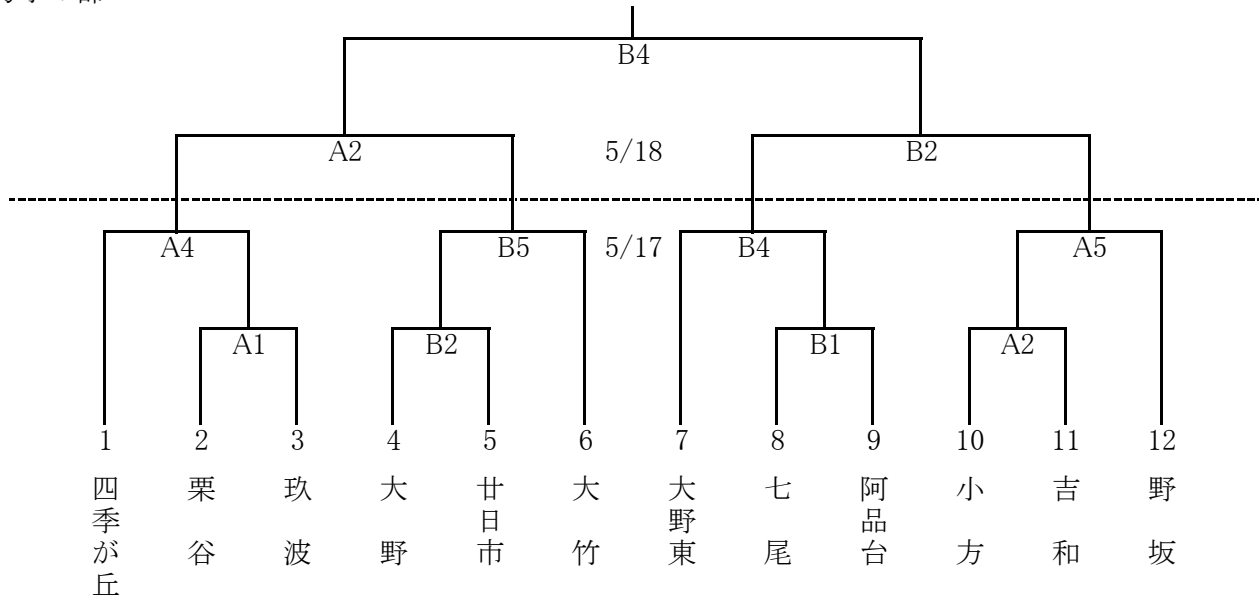 B4
A2 5/18 B2
A4 B5 5/17 B4 A5
A1 B2 B1 A2
1 2 3 4 5 6 7 8 9 10 11 12
四季が丘
栗谷
玖波
大野
廿日市
大竹
大野東
七尾
阿品台
小方
吉和
野坂